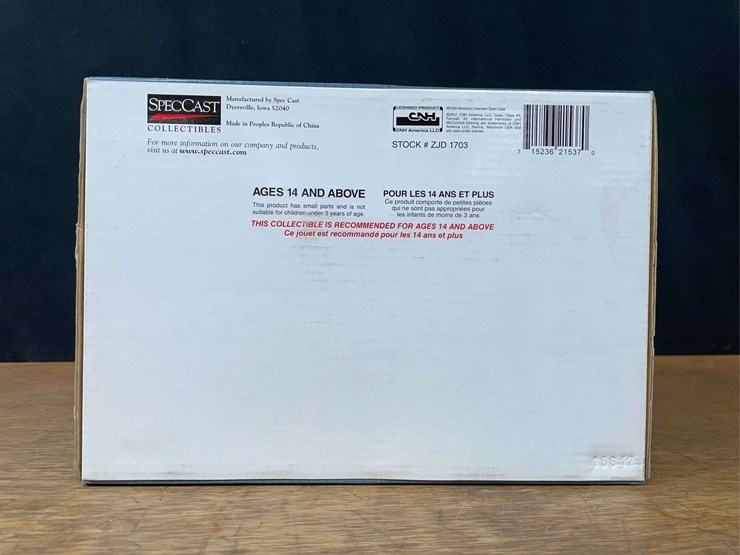 SPECCAST
COLLECTIBLES
Manufactured by Spec Cast
Dyersville, Iowa 52040
Made in Peoples Republic of China
For more information on our company and products,
visit us at www.speccast.com
LICENSED PRODUCT
CNH
CNH America LLC
STOCK # ZJD 1703
7 15236 21537 0
AGES 14 AND ABOVE
This product has small parts and is not
suitable for children under 3 years of age.
POUR LES 14 ANS ET PLUS
Ce produit comporte de petites pièces
qui ne sont pas appropriées pour
les infants de moins de 3 ans
THIS COLLECTIBLE IS RECOMMENDED FOR AGES 14 AND ABOVE
Ce jouet est recommandé pour les 14 ans et plus